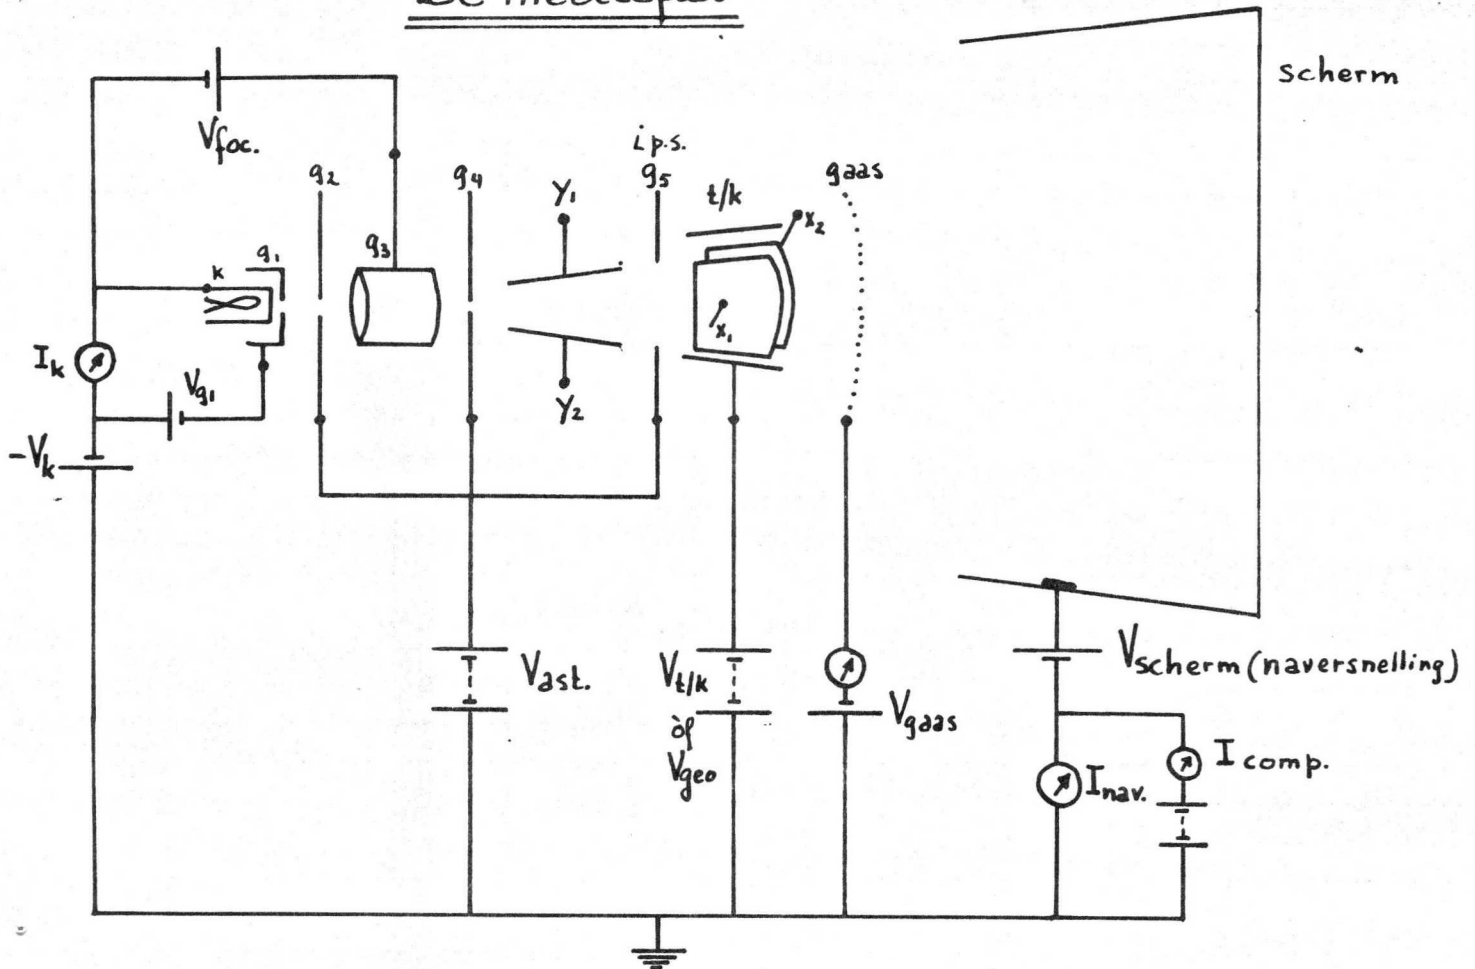 De
scherm
Vfoc.
i.p.s.
g2
g4
g5
gaas
Y1
t/k
x2
g1
g3
k
x1
Ik
Vg1
Y2
-Vk
Vast.
Vt/k
òf
Vgeo
Vgaas
Vscherm (naversnelling)
Icomp.
Inav.